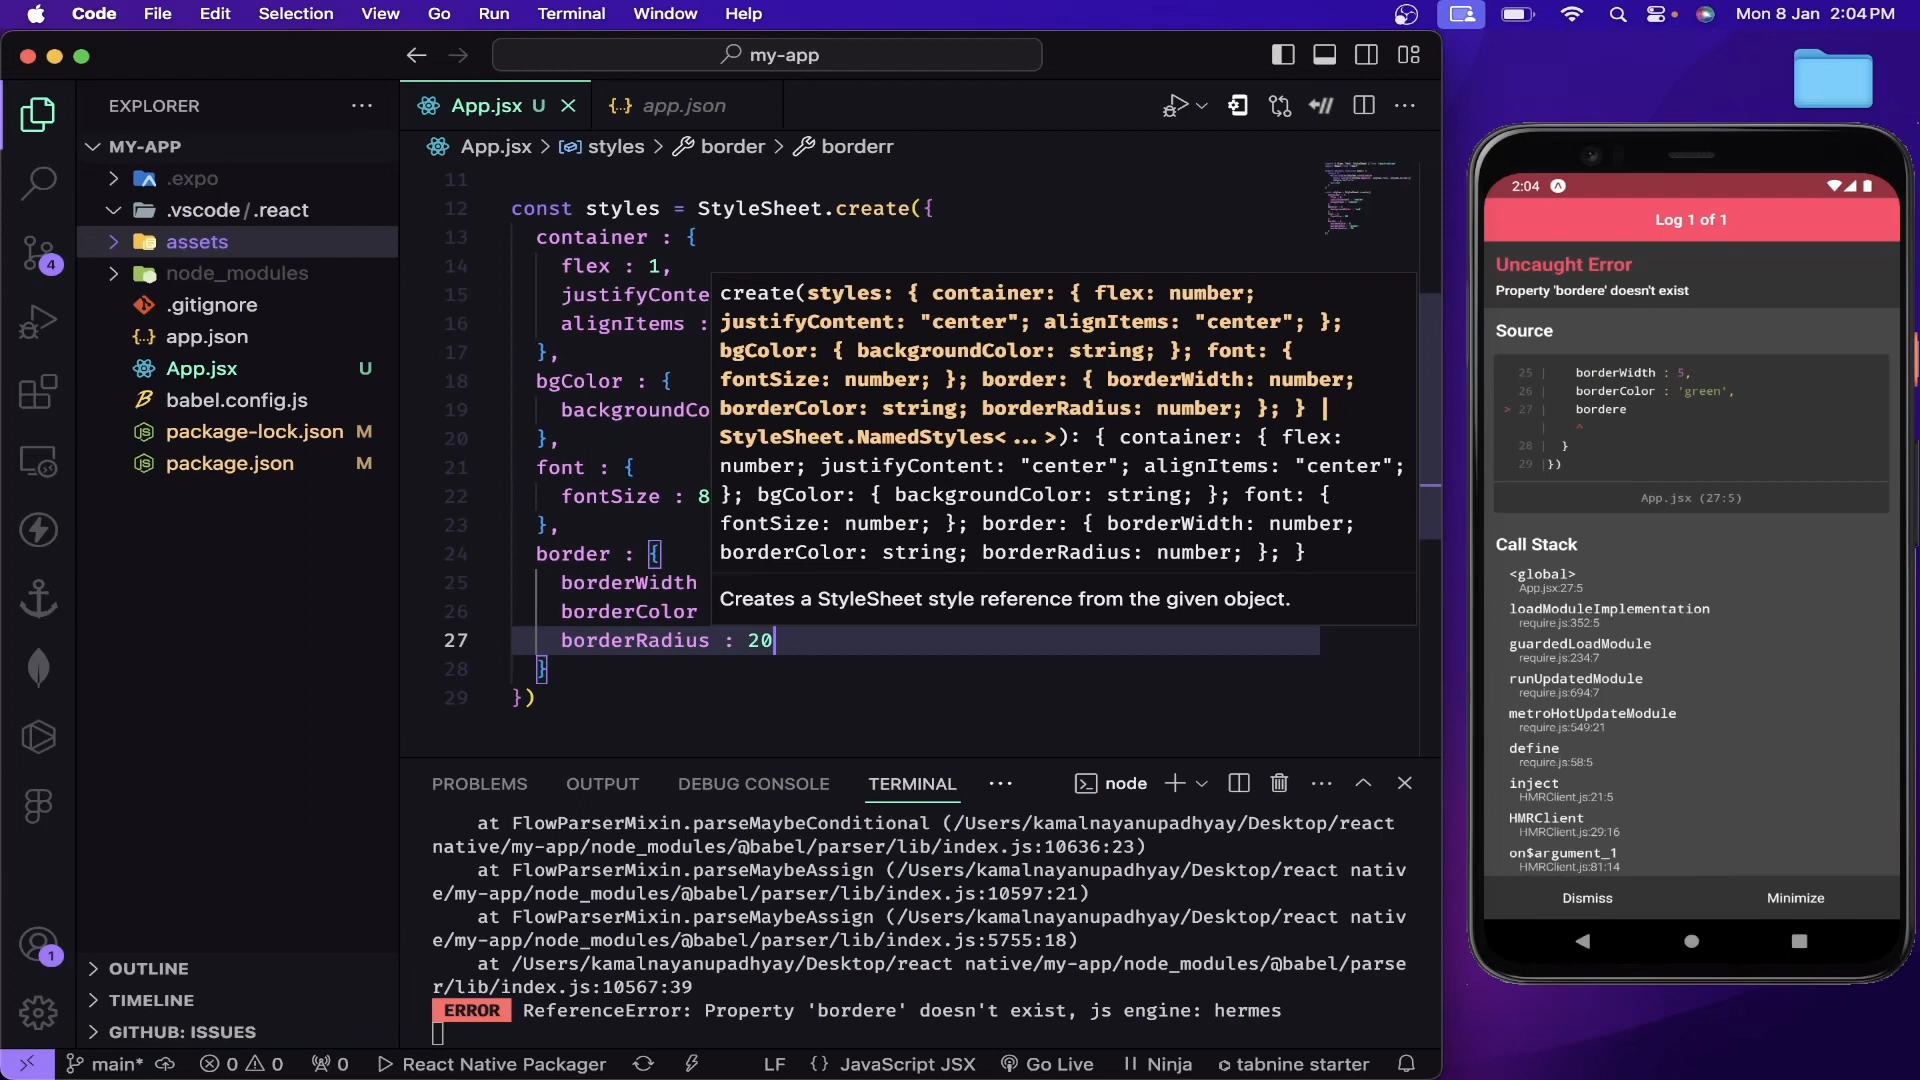 Code File Edit Selection View Go Run Terminal Window Help Mon 8 Jan 2:04 PM
my-app
EXPLORER
MY-APP
.expo
.vscode / .react
assets
node_modules
.gitignore
app.json
App.jsx U
babel.config.js
package-lock.json M
package.json M
OUTLINE
TIMELINE
GITHUB: ISSUES
4
1
App.jsx U
{..} app.json
App.jsx > styles > border > borderr
11
12 const styles = StyleSheet.create({
13 container : {
14 flex : 1,
15 justifyConte
16 alignItems :
17 },
18 bgColor : {
19 backgroundCo
20 },
21 font : {
22 fontSize : 8
23 },
24 border : {
25 borderWidth
26 borderColor
27 borderRadius : 20
28 }
29 })
create(styles: { container: { flex: number;
justifyContent: "center"; alignItems: "center"; };
bgColor: { backgroundColor: string; }; font: {
fontSize: number; }; border: { borderWidth: number;
borderColor: string; borderRadius: number; }; } |
StyleSheet.NamedStyles<...>): { container: { flex:
number; justifyContent: "center"; alignItems: "center";
}; bgColor: { backgroundColor: string; }; font: {
fontSize: number; }; border: { borderWidth: number;
borderColor: string; borderRadius: number; }; }
Creates a StyleSheet style reference from the given object.
PROBLEMS OUTPUT DEBUG CONSOLE TERMINAL ... node
at FlowParserMixin.parseMaybeConditional (/Users/kamalnayanupadhyay/Desktop/react
native/my-app/node_modules/@babel/parser/lib/index.js:10636:23)
at FlowParserMixin.parseMaybeAssign (/Users/kamalnayanupadhyay/Desktop/react nativ
e/my-app/node_modules/@babel/parser/lib/index.js:10597:21)
at FlowParserMixin.parseMaybeAssign (/Users/kamalnayanupadhyay/Desktop/react nativ
e/my-app/node_modules/@babel/parser/lib/index.js:5755:18)
at /Users/kamalnayanupadhyay/Desktop/react native/my-app/node_modules/@babel/parse
r/lib/index.js:10567:39
ERROR ReferenceError: Property 'bordere' doesn't exist, js engine: hermes
main* 0 0 0 React Native Packager LF {} JavaScript JSX Go Live Ninja tabnine starter
2:04
Log 1 of 1
Uncaught Error
Property 'bordere' doesn't exist
Source
25 | borderWidth : 5,
26 | borderColor : 'green',
> 27 | bordere
| ^
28 | }
29 | })
App.jsx (27:5)
Call Stack
<global>
App.jsx:27:5
loadModuleImplementation
require.js:352:5
guardedLoadModule
require.js:234:7
runUpdatedModule
require.js:694:7
metroHotUpdateModule
require.js:549:21
define
require.js:58:5
inject
HMRClient.js:21:5
HMRClient
HMRClient.js:29:16
on$argument_1
HMRClient.js:81:14
Dismiss Minimize